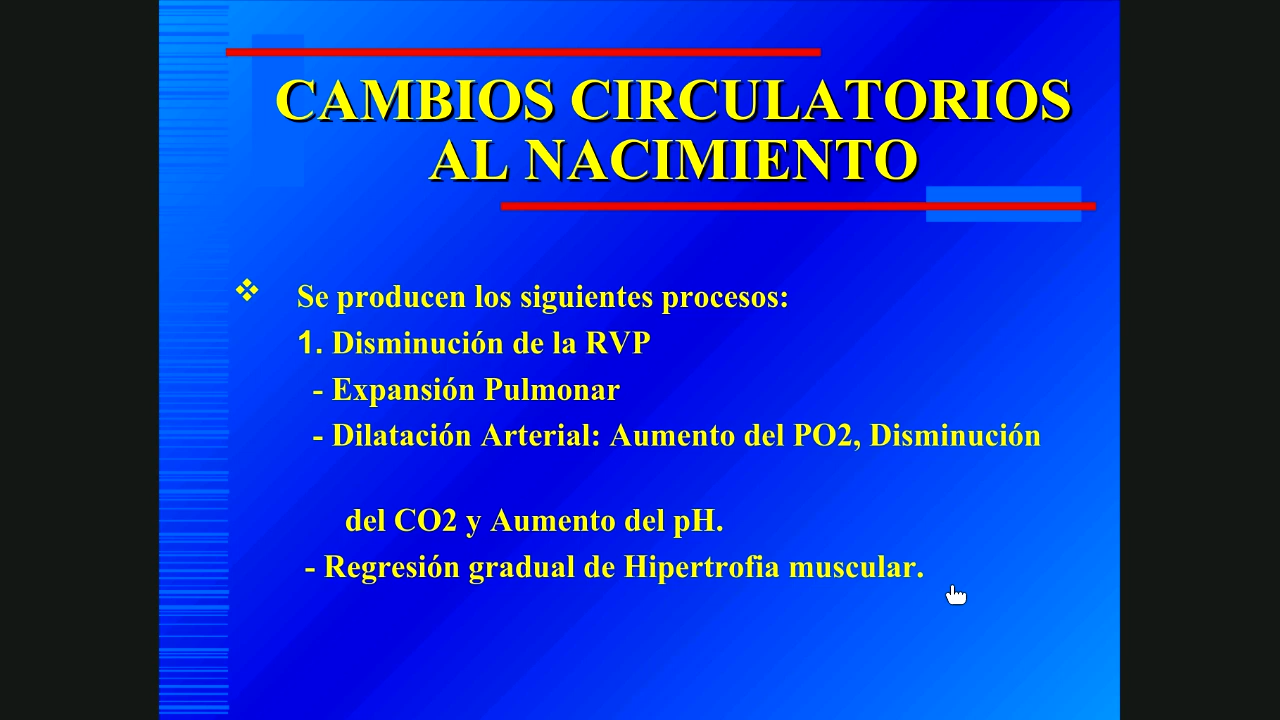 CAMBIOS CIRCULATORIOS
AL NACIMIENTO
Se producen los siguientes procesos:
1. Disminución de la RVP
- Expansión Pulmonar
- Dilatación Arterial: Aumento del PO2, Disminución
del CO2 y Aumento del pH.
- Regresión gradual de Hipertrofia muscular.